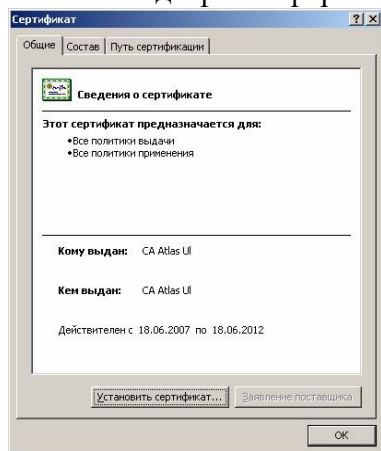 Сертификат
Общие Состав Путь сертификации
Сведения о сертификате
Этот сертификат предназначается для:
•Все политики выдачи
•Все политики применения
Кому выдан: CA Atlas Ul
Кем выдан: CA Atlas Ul
Действителен с 18.06.2007 по 18.06.2012
Установить сертификат... Заявление поставщика
OK